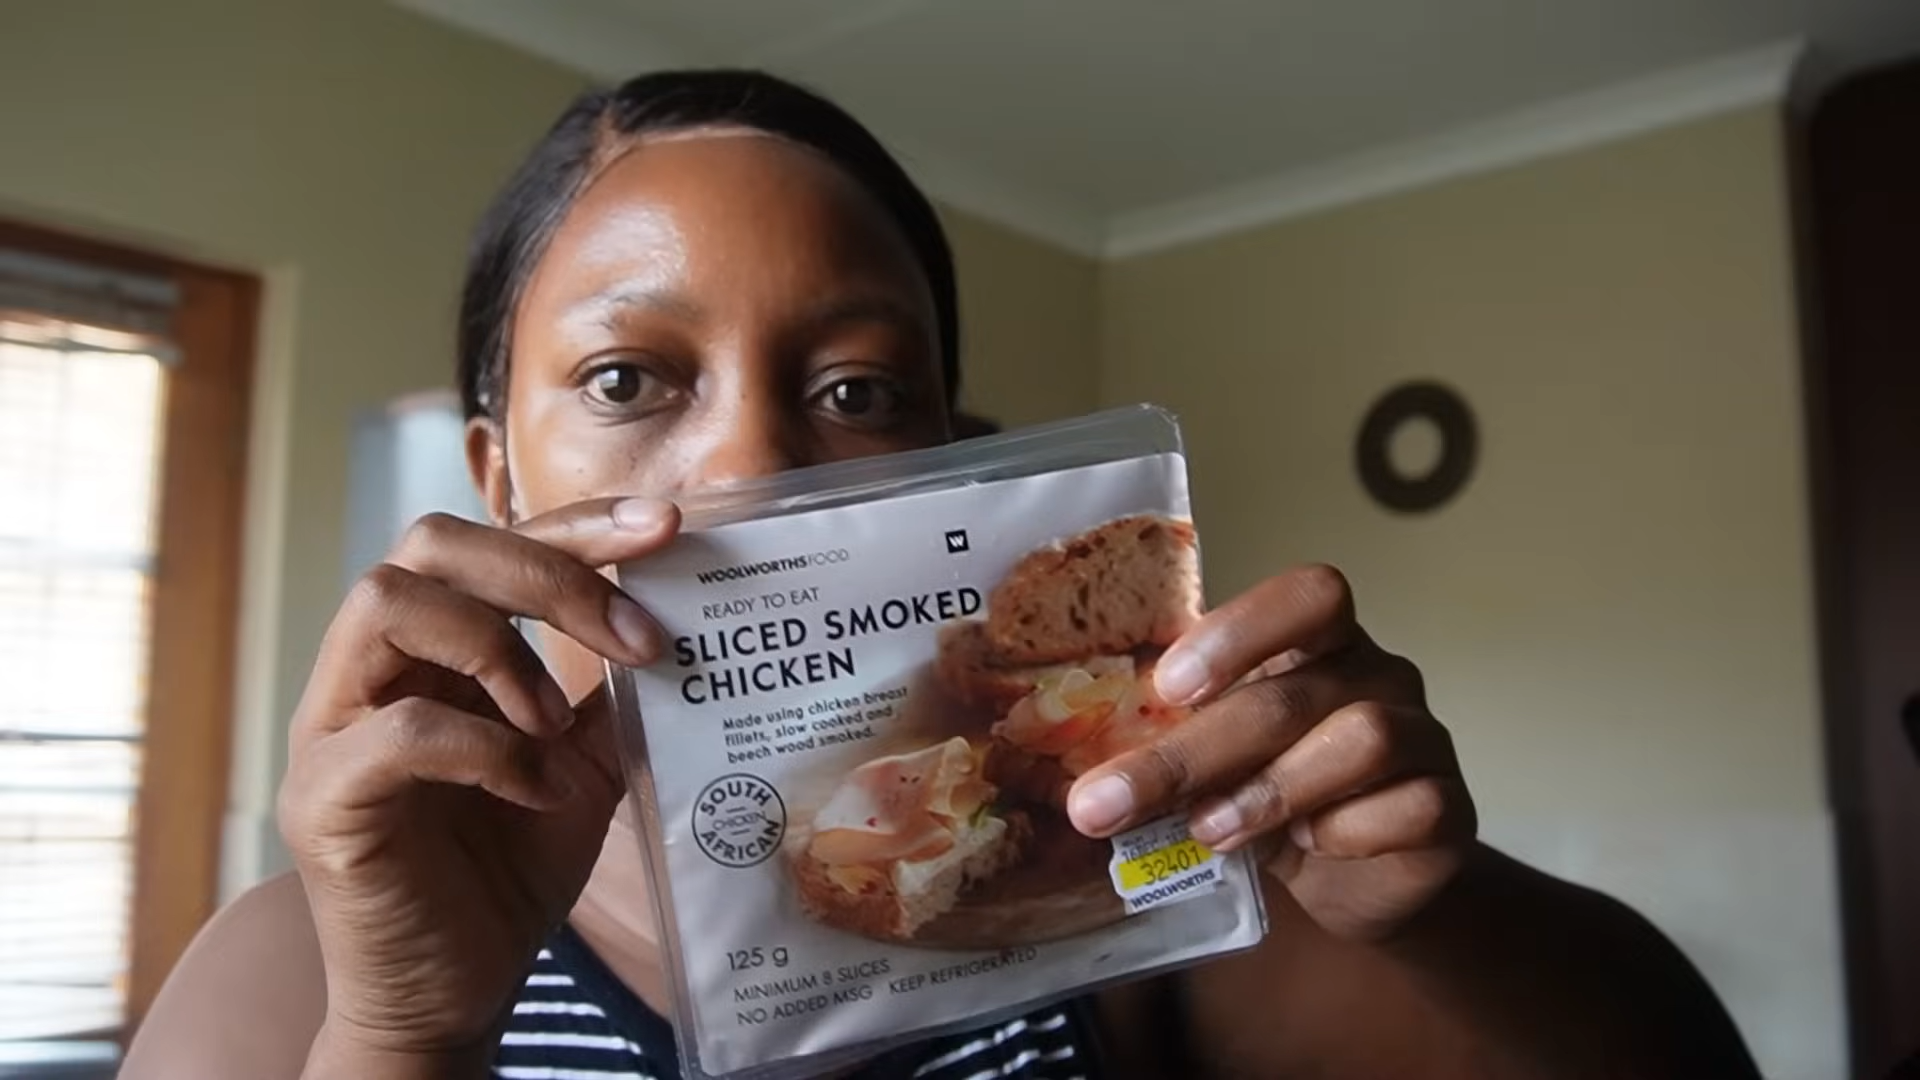 WOOLWORTHSFOOD
W
READY TO EAT
SLICED SMOKED
CHICKEN
Made using chicken breast
fillets, slow cooked and
beech wood smoked.
SOUTH
CHICKEN
AFRICAN
32401
WOOLWORTHS
125 g
MINIMUM 8 SLICES
NO ADDED MSG KEEP REFRIGERATED